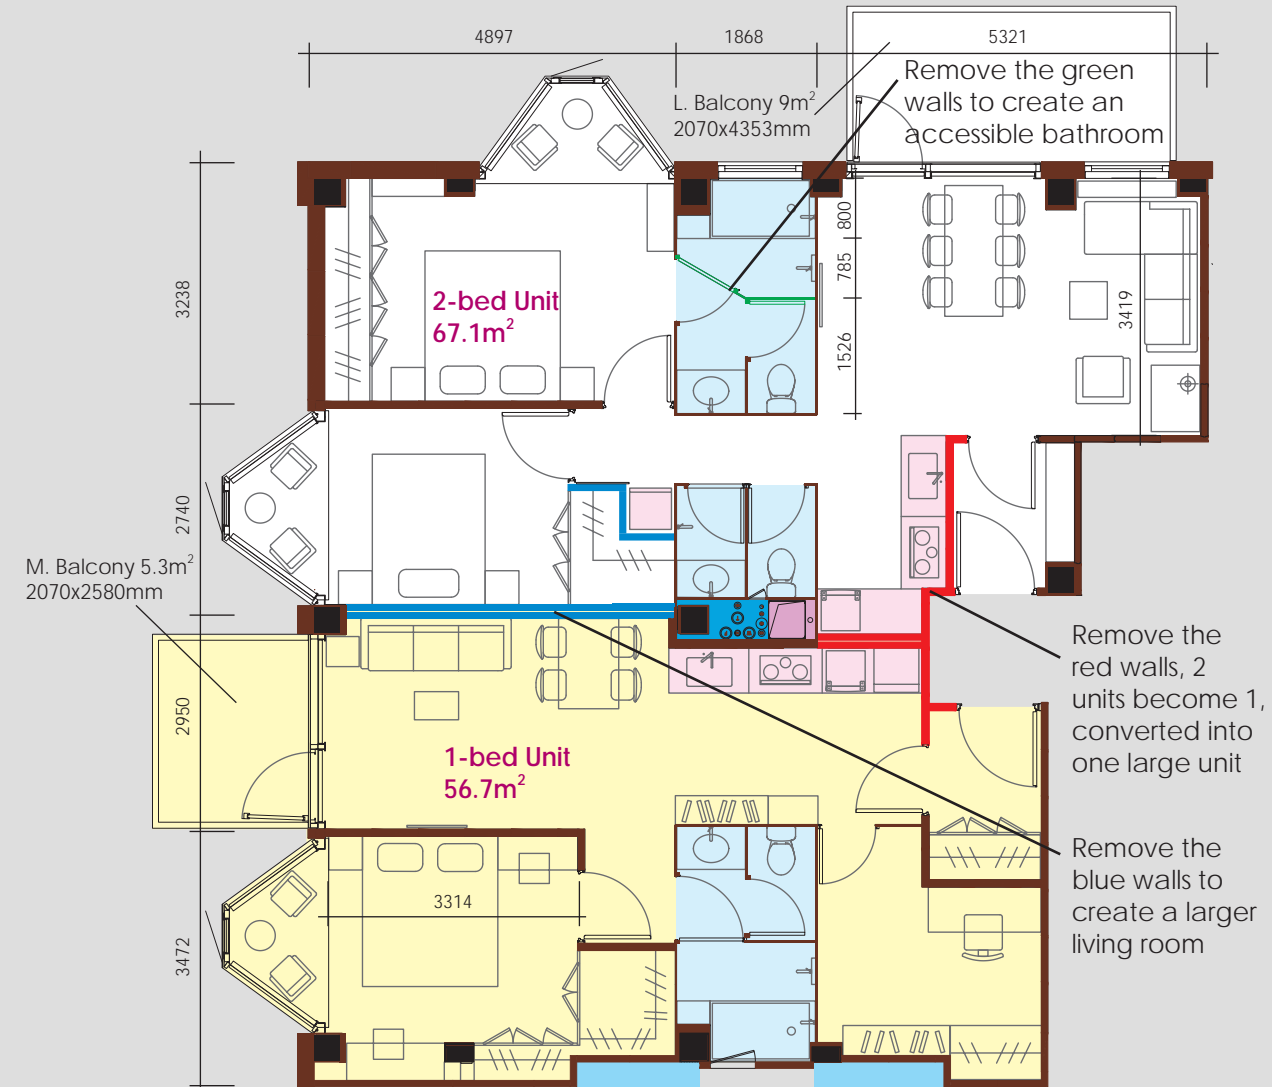 4897
1868
5321
L. Balcony 9m²
2070x4353mm
Remove the green
walls to create an
accessible bathroom
800
785
1526
3419
3238
2-bed Unit
67.1m²
2740
M. Balcony 5.3m²
2070x2580mm
2950
1-bed Unit
56.7m²
Remove the
red walls, 2
units become 1,
converted into
one large unit
Remove the
blue walls to
create a larger
living room
3314
3472